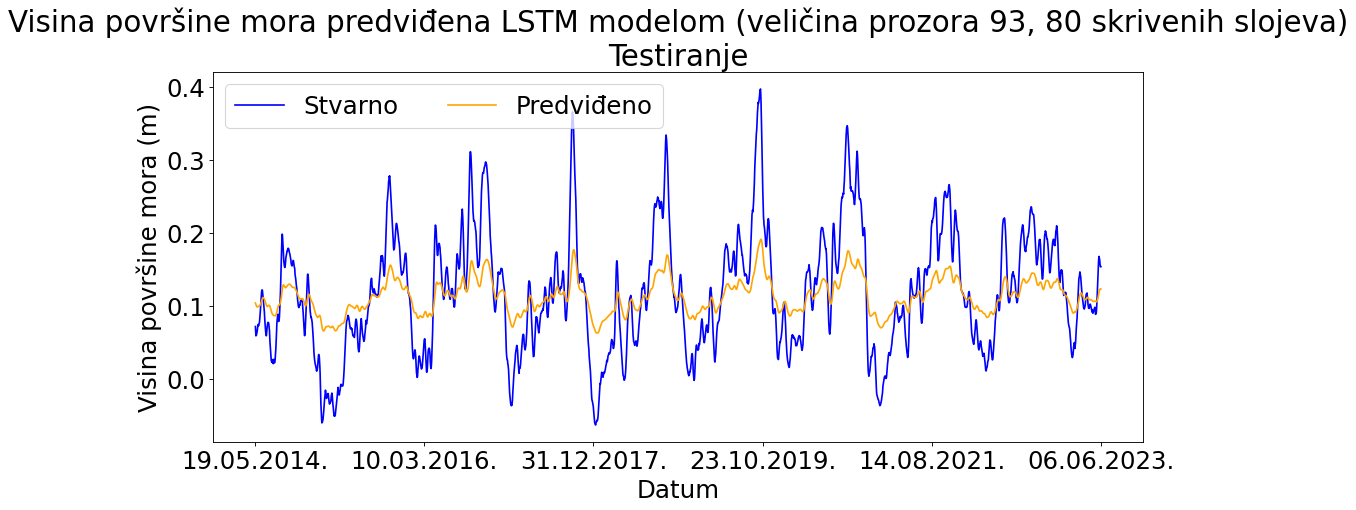 Visina površine mora predviđena LSTM modelom (veličina prozora 93, 80 skrivenih slojeva)
Testiranje
Stvarno
Predviđeno
Visina površine mora (m)
0.4
0.3
0.2
0.1
0.0
19.05.2014.
10.03.2016.
31.12.2017.
23.10.2019.
14.08.2021.
06.06.2023.
Datum